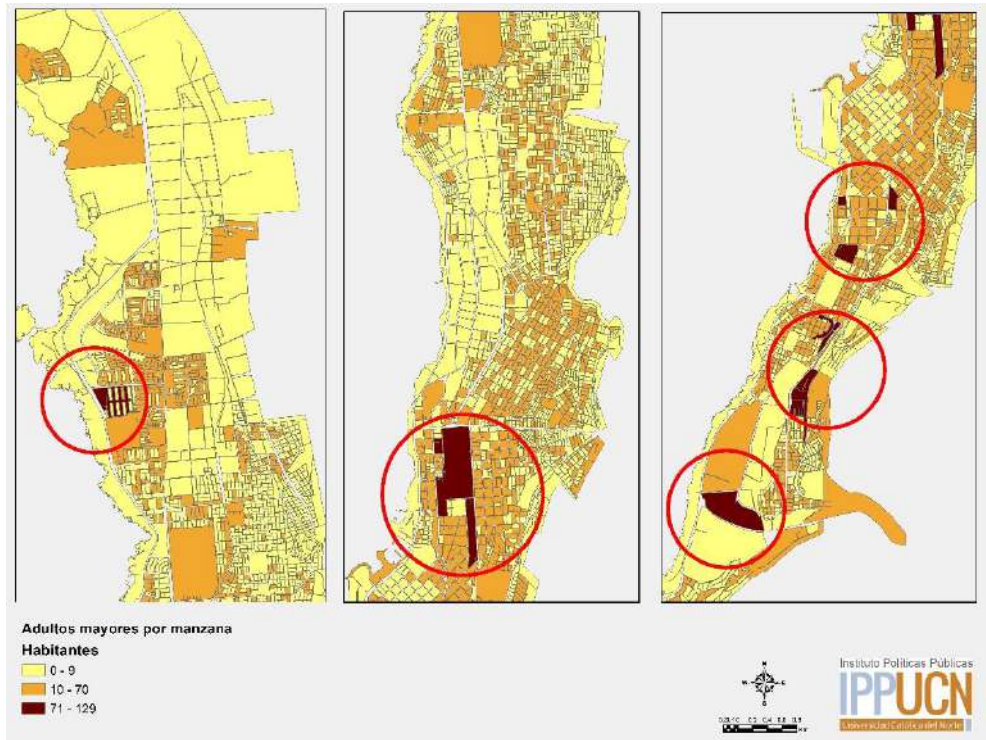 Adultos mayores por manzana
Habitantes
0 - 9
10 - 70
71 - 129
N
W
E
S
Instituto Políticas Públicas
IPPUCN
Universidad Católica del Norte